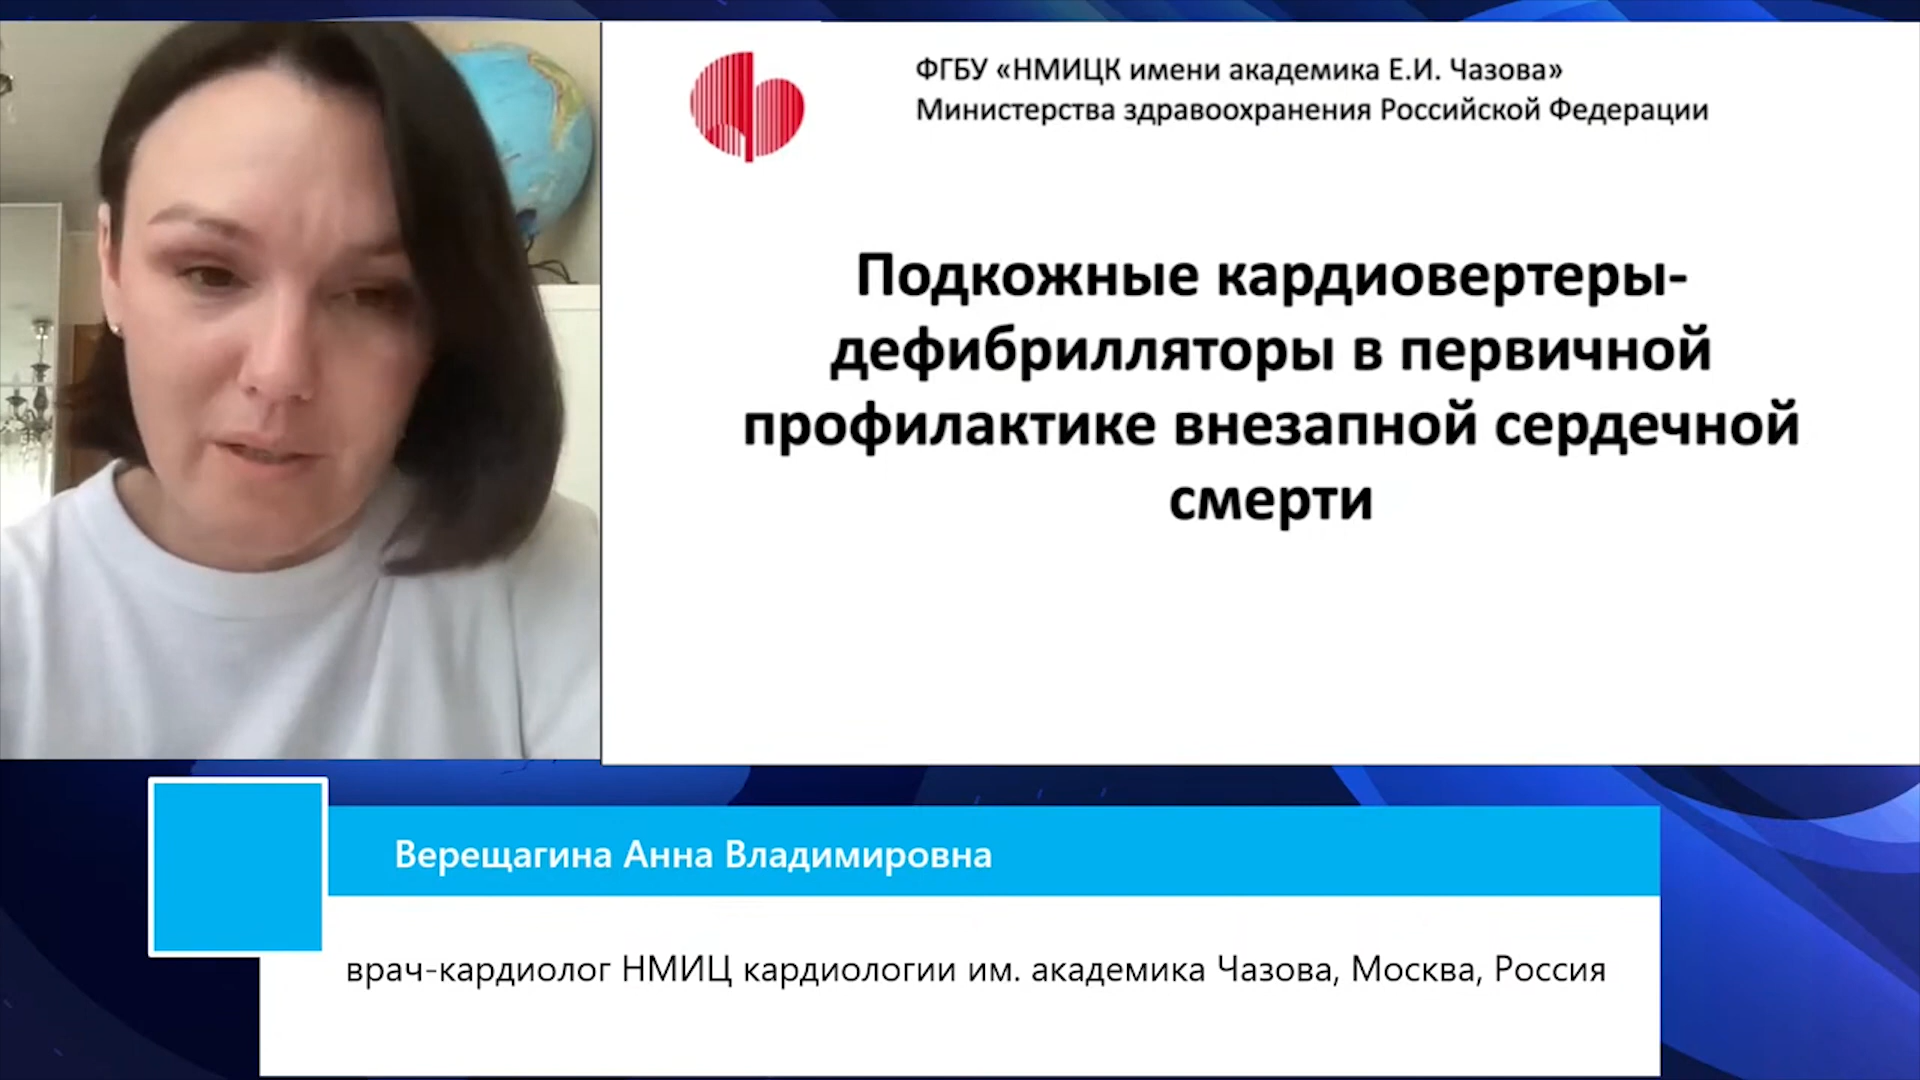 ФГБУ «НМИЦК имени академика Е.И. Чазова»
Министерства здравоохранения Российской Федерации
Подкожные кардиовертеры-
дефибрилляторы в первичной
профилактике внезапной сердечной
смерти
Верещагина Анна Владимировна
врач-кардиолог НМИЦ кардиологии им. академика Чазова, Москва, Россия